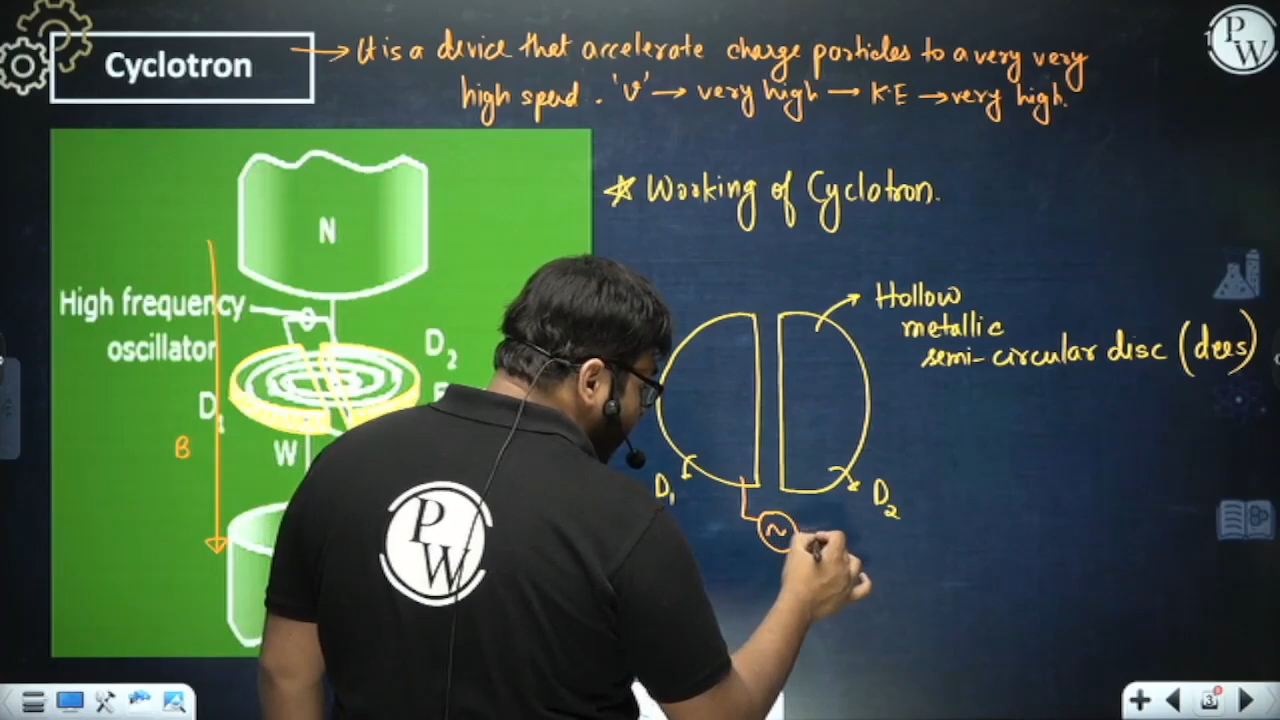 Cyclotron
→ It is a device that accelerate charge particles to a very very
high speed. 'v' → very high → K.E → very high.
PW
☆ Working of Cyclotron.
N
High frequency
oscillator
D2
D1
B
W
Hollow
metallic
semi-circular disc (dees)
D1
D2
~
PW
3